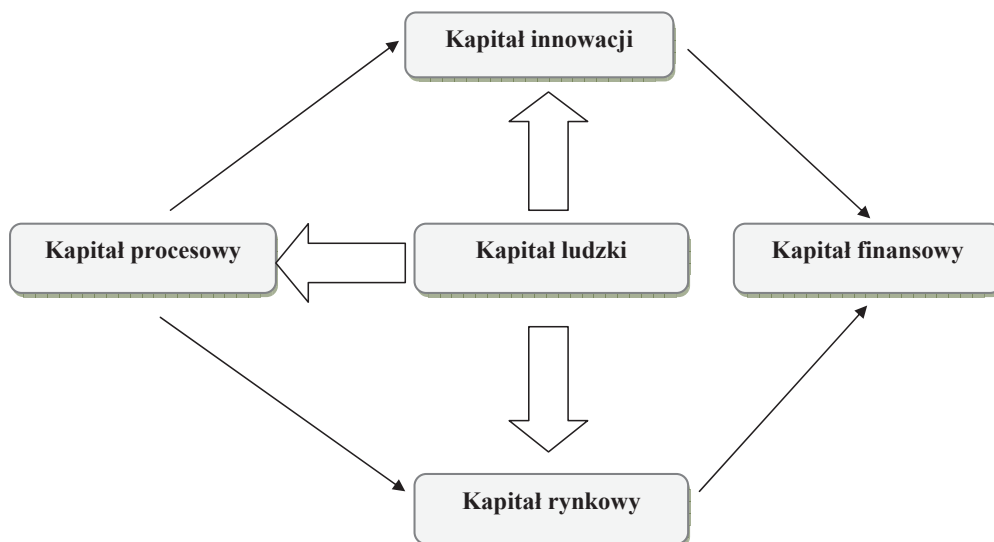 Kapitał innowacji
Kapitał procesowy
Kapitał ludzki
Kapitał finansowy
Kapitał rynkowy